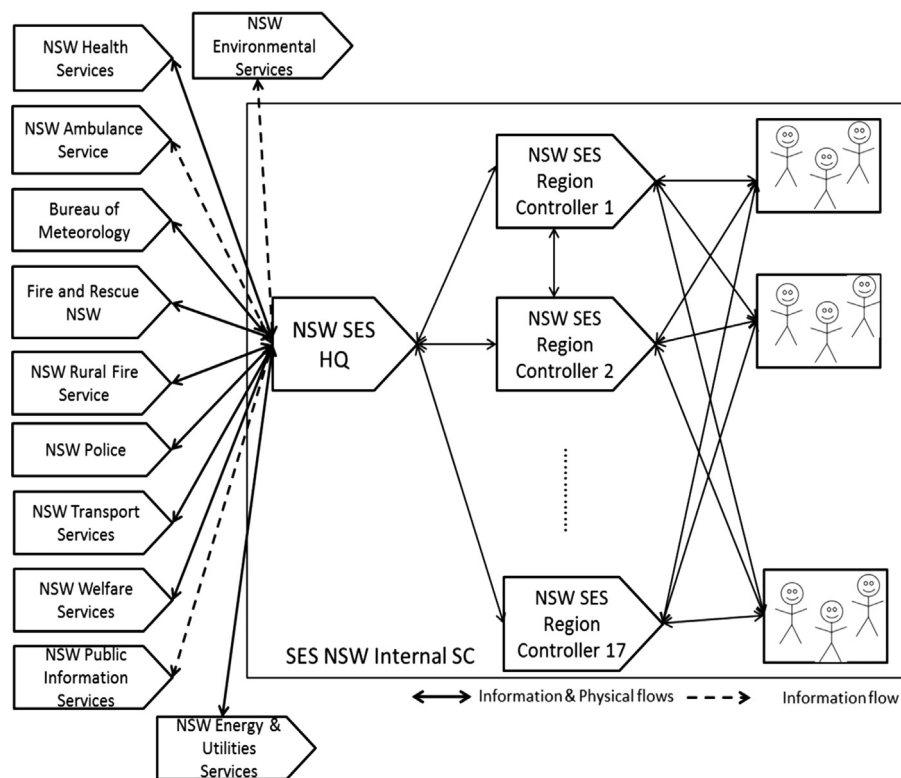 NSW Health
Services
NSW
Environmental
Services
NSW Ambulance
Service
Bureau of
Meteorology
Fire and Rescue
NSW
NSW Rural Fire
Service
NSW Police
NSW Transport
Services
NSW Welfare
Services
NSW Public
Information
Services
NSW Energy &
Utilities
Services
NSW SES
HQ
NSW SES
Region
Controller 1
NSW SES
Region
Controller 2
NSW SES
Region
Controller 17
SES NSW Internal SC
Information & Physical flows
Information flow